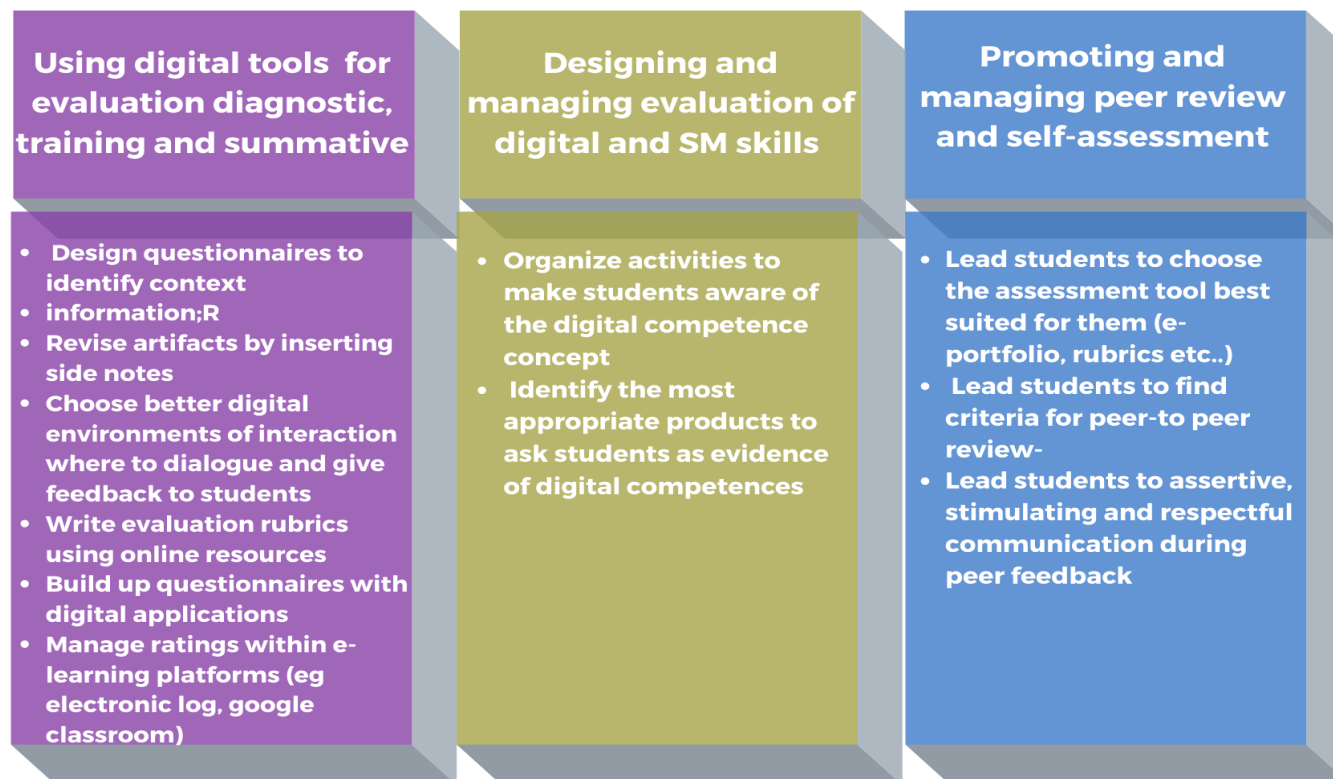 Using digital tools for
evaluation diagnostic,
training and summative
• Design questionnaires to
identify context
• information;R
• Revise artifacts by inserting
side notes
• Choose better digital
environments of interaction
where to dialogue and give
feedback to students
• Write evaluation rubrics
using online resources
• Build up questionnaires with
digital applications
• Manage ratings within e-
learning platforms (eg
electronic log, google
classroom)
Designing and
managing evaluation of
digital and SM skills
• Organize activities to
make students aware of
the digital competence
concept
• Identify the most
appropriate products to
ask students as evidence
of digital competences
Promoting and
managing peer review
and self-assessment
• Lead students to choose
the assessment tool best
suited for them (e-
portfolio, rubrics etc..)
• Lead students to find
criteria for peer-to peer
review-
• Lead students to assertive,
stimulating and respectful
communication during
peer feedback